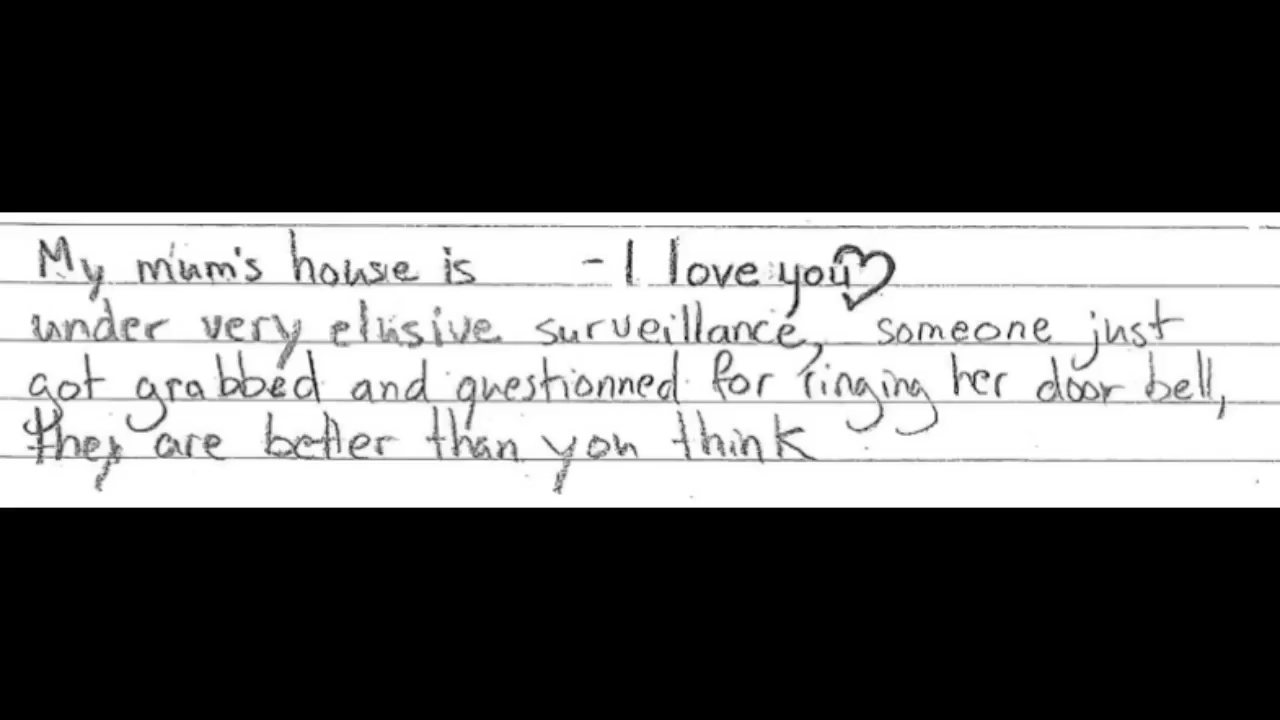 My mum's house is - I love you♡
under very elusive surveillance, someone just
got grabbed and questionned for ringing her door bell,
they are better than you think